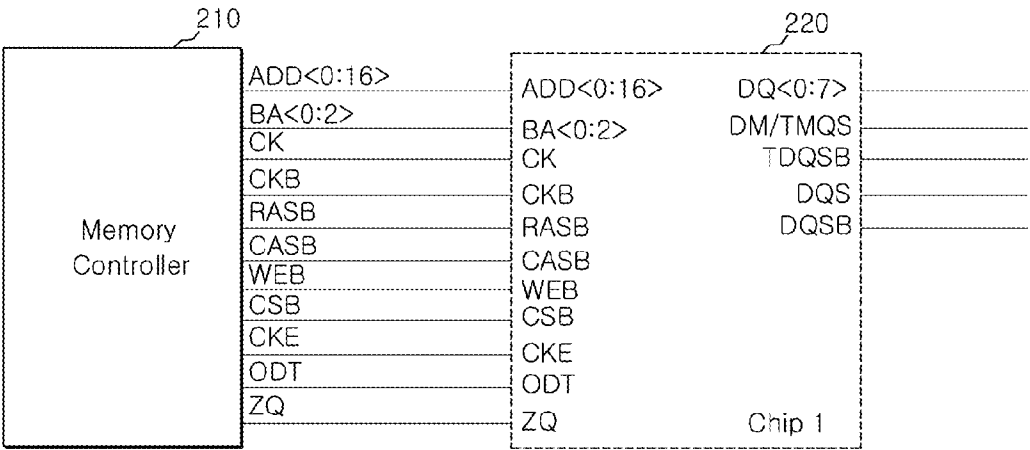 210
220
ADD<0:16>
BA<0:2>
CK
CKB
RASB
CASB
WEB
CSB
CKE
ODT
ZQ
Memory
Controller
ADD<0:16>
BA<0:2>
CK
CKB
RASB
CASB
WEB
CSB
CKE
ODT
ZQ
DQ<0:7>
DM/TMQS
TDQSB
DQS
DQSB
Chip 1